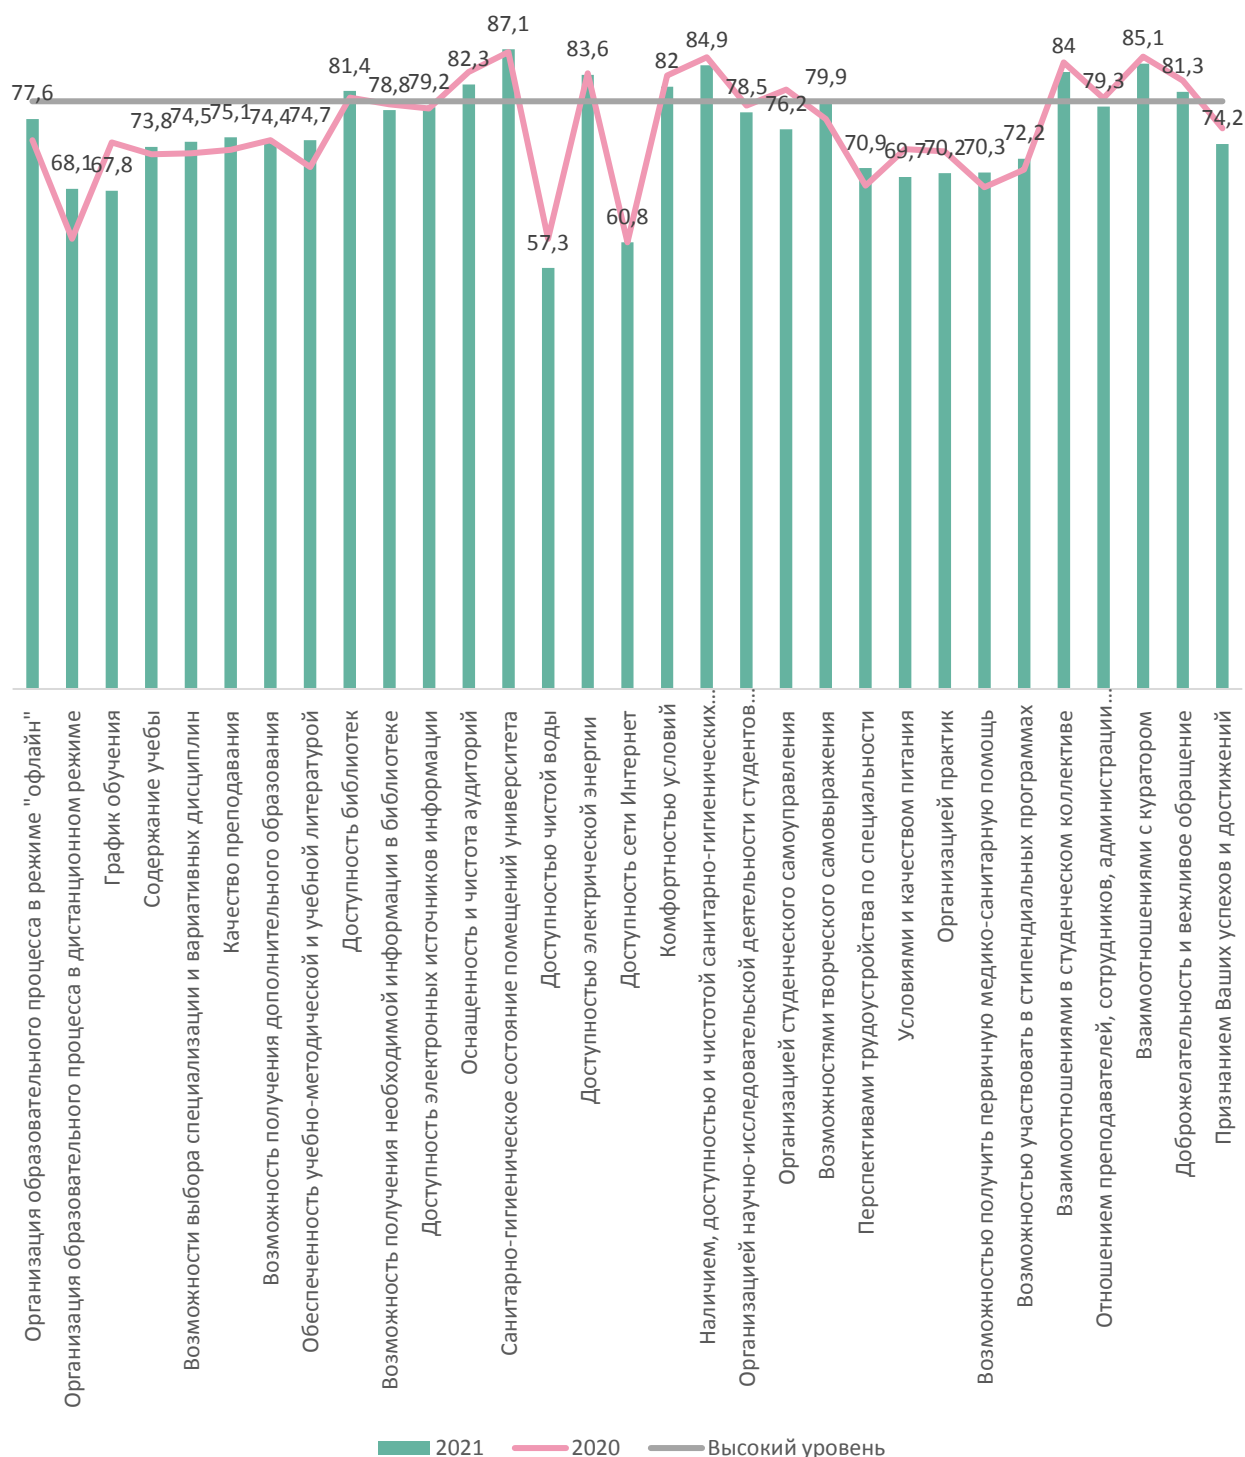 77,6
68,1
67,8
73,8
74,5
75,1
74,4
74,7
81,4
78,8
79,2
82,3
87,1
57,3
83,6
60,8
82
84,9
78,5
76,2
79,9
70,9
69,7
70,2
70,3
72,2
84
79,3
85,1
81,3
74,2
Организация образовательного процесса в режиме "офлайн"
Организация образовательного процесса в дистанционном режиме
График обучения
Содержание учебы
Возможности выбора специализации и вариативных дисциплин
Качество преподавания
Возможность получения дополнительного образования
Обеспеченность учебно-методической и учебной литературой
Доступность библиотек
Возможность получения необходимой информации в библиотеке
Доступность электронных источников информации
Оснащенность и чистота аудиторий
Санитарно-гигиеническое состояние помещений университета
Доступностью чистой воды
Доступностью электрической энергии
Доступность сети Интернет
Комфортностью условий
Наличием, доступностью и чистотой санитарно-гигиенических…
Организацией научно-исследовательской деятельности студентов…
Организацией студенческого самоуправления
Возможностями творческого самовыражения
Перспективами трудоустройства по специальности
Условиями и качеством питания
Организацией практик
Возможностью получить первичную медико-санитарную помощь
Возможностью участвовать в стипендиальных программах
Взаимоотношениями в студенческом коллективе
Отношением преподавателей, сотрудников, администрации…
Взаимоотношениями с куратором
Доброжелательность и вежливое обращение
Признанием Ваших успехов и достижений
2021
2020
Высокий уровень